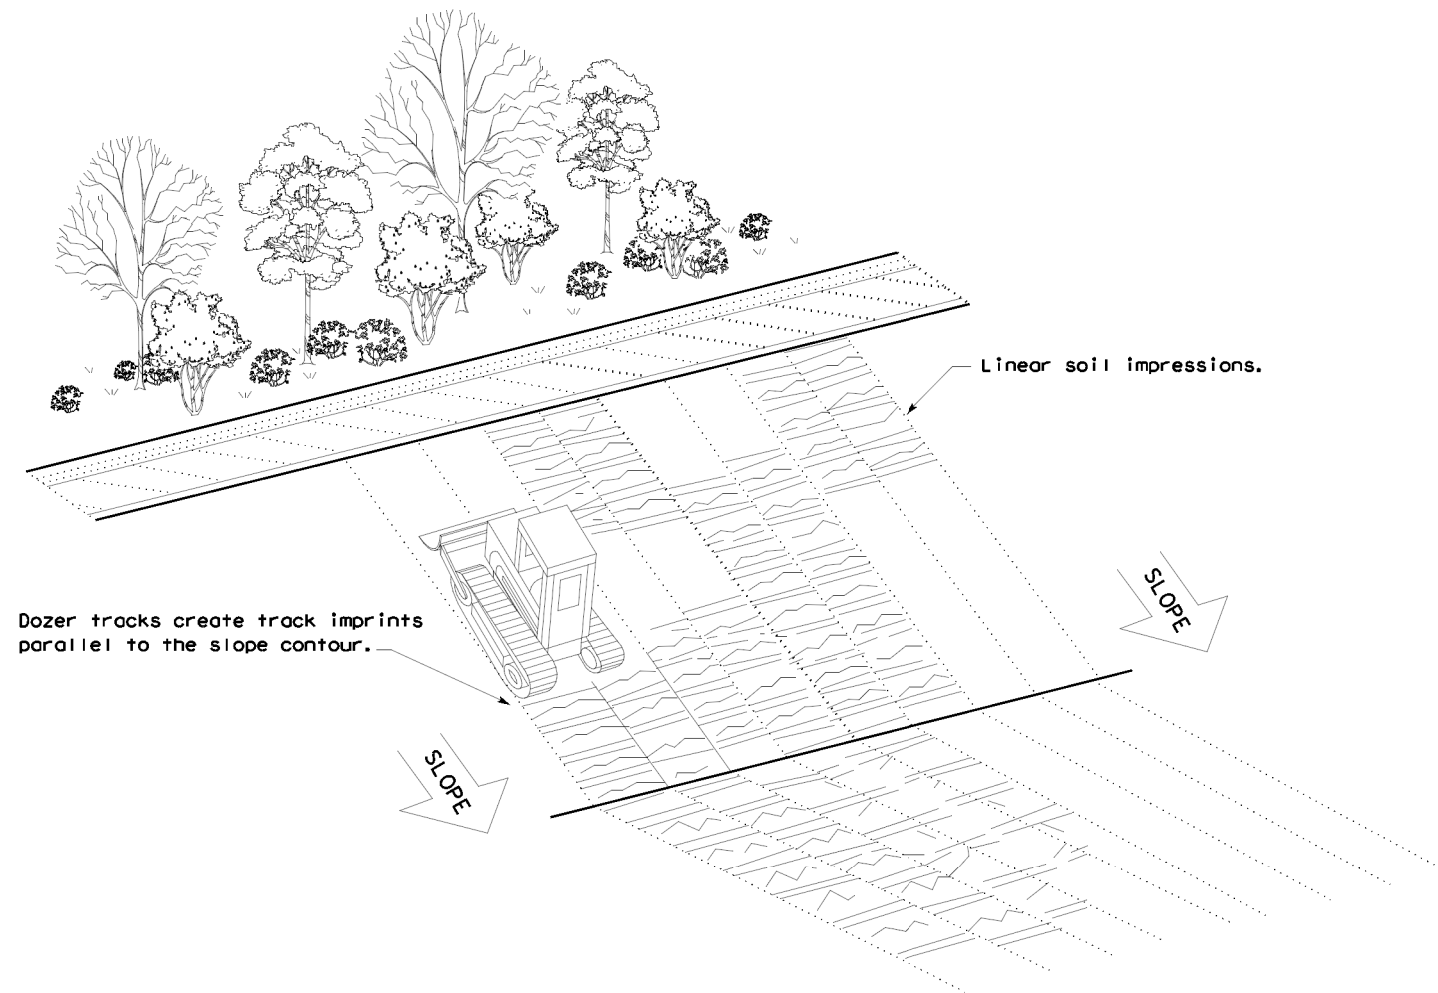 Linear soil impressions.
SLOPE
Dozer tracks create track imprints
parallel to the slope contour.
SLOPE